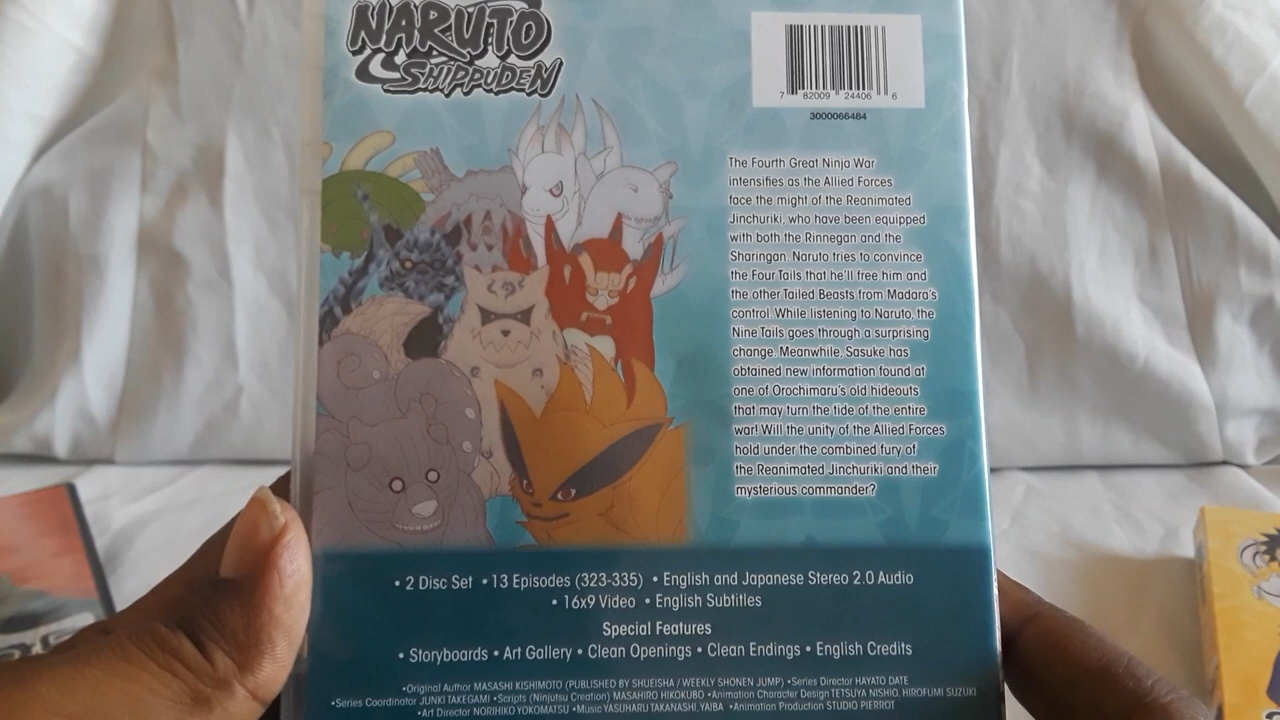 NARUTO
SHIPPUDEN
7 82009 24406 6
3000066484
The Fourth Great Ninja War
intensifies as the Allied Forces
face the might of the Reanimated
Jinchuriki, who have been equipped
with both the Rinnegan and the
Sharingan. Naruto tries to convince
the Four Tails that he'll free him and
the other Tailed Beasts from Madara's
control. While listening to Naruto, the
Nine Tails goes through a surprising
change. Meanwhile, Sasuke has
obtained new information found at
one of Orochimaru's old hideouts
that may turn the tide of the entire
war! Will the unity of the Allied Forces
hold under the combined fury of
the Reanimated Jinchuriki and their
mysterious commander?
• 2 Disc Set • 13 Episodes (323-335) • English and Japanese Stereo 2.0 Audio
• 16x9 Video • English Subtitles
Special Features
• Storyboards • Art Gallery • Clean Openings • Clean Endings • English Credits
•Original Author MASASHI KISHIMOTO (PUBLISHED BY SHUEISHA / WEEKLY SHONEN JUMP) •Series Director HAYATO DATE
•Series Coordinator JUNKI TAKEGAMI •Scripts (Ninjutsu Creation) MASAHIRO HIKOKUBO •Animation Character Design TETSUYA NISHIO, HIROFUMI SUZUKI
•Art Director NORIHIKO YOKOMATSU •Music YASUHARU TAKANASHI, YAIBA •Animation Production STUDIO PIERROT